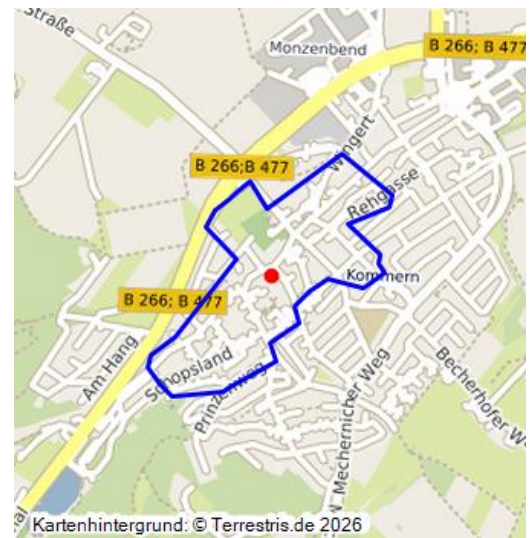 Straße
Monzenbend
B 266; B 477
Wingert
B 266;B 477
Rehgasse
Kommern
B 266; B 477
Am Hang
Schopsland
Prinzenweg
N. Mechernicher Weg
Becherhofer We
Kartenhintergrund: © Terrestris.de 2026